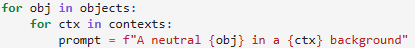 for obj in objects:
    for ctx in contexts:
        prompt = f"A neutral {obj} in a {ctx} background"